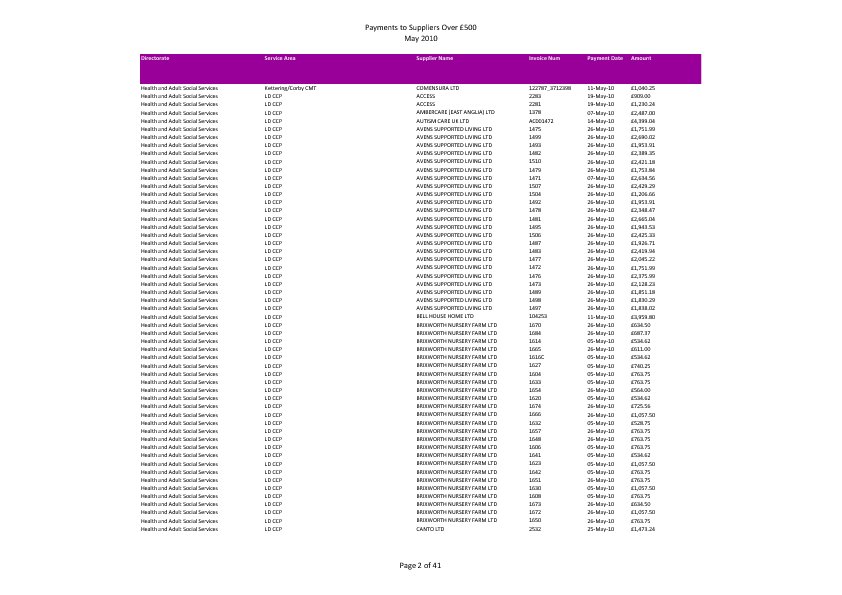 Payments to Suppliers Over £500
May 2010
Directorate Service Area Supplier Name Invoice Num Payment Date Amount
Health and Adult Social Services Kettering/Corby CMT COMENSURA LTD 122787_3712398 11-May-10 £1,040.25
Health and Adult Social Services LD CCP ACCESS 2283 19-May-10 £909.00
Health and Adult Social Services LD CCP ACCESS 2281 19-May-10 £1,230.24
Health and Adult Social Services LD CCP AMBERCARE (EAST ANGLIA) LTD 1378 07-May-10 £2,487.00
Health and Adult Social Services LD CCP AUTISM CARE UK LTD AC001472 14-May-10 £4,399.04
Health and Adult Social Services LD CCP AVENS SUPPORTED LIVING LTD 1475 26-May-10 £1,751.99
Health and Adult Social Services LD CCP AVENS SUPPORTED LIVING LTD 1499 26-May-10 £2,690.02
Health and Adult Social Services LD CCP AVENS SUPPORTED LIVING LTD 1493 26-May-10 £1,953.91
Health and Adult Social Services LD CCP AVENS SUPPORTED LIVING LTD 1482 26-May-10 £2,389.35
Health and Adult Social Services LD CCP AVENS SUPPORTED LIVING LTD 1510 26-May-10 £2,421.18
Health and Adult Social Services LD CCP AVENS SUPPORTED LIVING LTD 1479 26-May-10 £1,753.84
Health and Adult Social Services LD CCP AVENS SUPPORTED LIVING LTD 1471 07-May-10 £2,634.56
Health and Adult Social Services LD CCP AVENS SUPPORTED LIVING LTD 1507 26-May-10 £2,429.29
Health and Adult Social Services LD CCP AVENS SUPPORTED LIVING LTD 1504 26-May-10 £1,206.66
Health and Adult Social Services LD CCP AVENS SUPPORTED LIVING LTD 1492 26-May-10 £1,953.91
Health and Adult Social Services LD CCP AVENS SUPPORTED LIVING LTD 1478 26-May-10 £2,348.47
Health and Adult Social Services LD CCP AVENS SUPPORTED LIVING LTD 1481 26-May-10 £2,665.04
Health and Adult Social Services LD CCP AVENS SUPPORTED LIVING LTD 1495 26-May-10 £1,943.53
Health and Adult Social Services LD CCP AVENS SUPPORTED LIVING LTD 1506 26-May-10 £2,425.33
Health and Adult Social Services LD CCP AVENS SUPPORTED LIVING LTD 1487 26-May-10 £1,926.71
Health and Adult Social Services LD CCP AVENS SUPPORTED LIVING LTD 1483 26-May-10 £2,419.94
Health and Adult Social Services LD CCP AVENS SUPPORTED LIVING LTD 1477 26-May-10 £2,045.22
Health and Adult Social Services LD CCP AVENS SUPPORTED LIVING LTD 1472 26-May-10 £1,751.99
Health and Adult Social Services LD CCP AVENS SUPPORTED LIVING LTD 1476 26-May-10 £2,375.99
Health and Adult Social Services LD CCP AVENS SUPPORTED LIVING LTD 1473 26-May-10 £2,128.23
Health and Adult Social Services LD CCP AVENS SUPPORTED LIVING LTD 1489 26-May-10 £1,851.18
Health and Adult Social Services LD CCP AVENS SUPPORTED LIVING LTD 1498 26-May-10 £1,830.29
Health and Adult Social Services LD CCP AVENS SUPPORTED LIVING LTD 1497 26-May-10 £1,838.02
Health and Adult Social Services LD CCP BELL HOUSE HOME LTD 104253 11-May-10 £3,959.80
Health and Adult Social Services LD CCP BRIXWORTH NURSERY FARM LTD 1670 26-May-10 £634.50
Health and Adult Social Services LD CCP BRIXWORTH NURSERY FARM LTD 1684 26-May-10 £687.37
Health and Adult Social Services LD CCP BRIXWORTH NURSERY FARM LTD 1614 05-May-10 £534.62
Health and Adult Social Services LD CCP BRIXWORTH NURSERY FARM LTD 1665 26-May-10 £611.00
Health and Adult Social Services LD CCP BRIXWORTH NURSERY FARM LTD 1616C 05-May-10 £534.62
Health and Adult Social Services LD CCP BRIXWORTH NURSERY FARM LTD 1627 05-May-10 £740.25
Health and Adult Social Services LD CCP BRIXWORTH NURSERY FARM LTD 1604 05-May-10 £763.75
Health and Adult Social Services LD CCP BRIXWORTH NURSERY FARM LTD 1633 05-May-10 £763.75
Health and Adult Social Services LD CCP BRIXWORTH NURSERY FARM LTD 1654 26-May-10 £564.00
Health and Adult Social Services LD CCP BRIXWORTH NURSERY FARM LTD 1620 05-May-10 £534.62
Health and Adult Social Services LD CCP BRIXWORTH NURSERY FARM LTD 1674 26-May-10 £725.56
Health and Adult Social Services LD CCP BRIXWORTH NURSERY FARM LTD 1666 26-May-10 £1,057.50
Health and Adult Social Services LD CCP BRIXWORTH NURSERY FARM LTD 1632 05-May-10 £528.75
Health and Adult Social Services LD CCP BRIXWORTH NURSERY FARM LTD 1657 26-May-10 £763.75
Health and Adult Social Services LD CCP BRIXWORTH NURSERY FARM LTD 1648 26-May-10 £763.75
Health and Adult Social Services LD CCP BRIXWORTH NURSERY FARM LTD 1606 05-May-10 £763.75
Health and Adult Social Services LD CCP BRIXWORTH NURSERY FARM LTD 1641 05-May-10 £534.62
Health and Adult Social Services LD CCP BRIXWORTH NURSERY FARM LTD 1623 05-May-10 £1,057.50
Health and Adult Social Services LD CCP BRIXWORTH NURSERY FARM LTD 1642 05-May-10 £763.75
Health and Adult Social Services LD CCP BRIXWORTH NURSERY FARM LTD 1651 26-May-10 £763.75
Health and Adult Social Services LD CCP BRIXWORTH NURSERY FARM LTD 1630 05-May-10 £1,057.50
Health and Adult Social Services LD CCP BRIXWORTH NURSERY FARM LTD 1608 05-May-10 £763.75
Health and Adult Social Services LD CCP BRIXWORTH NURSERY FARM LTD 1673 26-May-10 £634.50
Health and Adult Social Services LD CCP BRIXWORTH NURSERY FARM LTD 1672 26-May-10 £1,057.50
Health and Adult Social Services LD CCP BRIXWORTH NURSERY FARM LTD 1650 26-May-10 £763.75
Health and Adult Social Services LD CCP CANTO LTD 2532 25-May-10 £1,473.24
Page 2 of 41